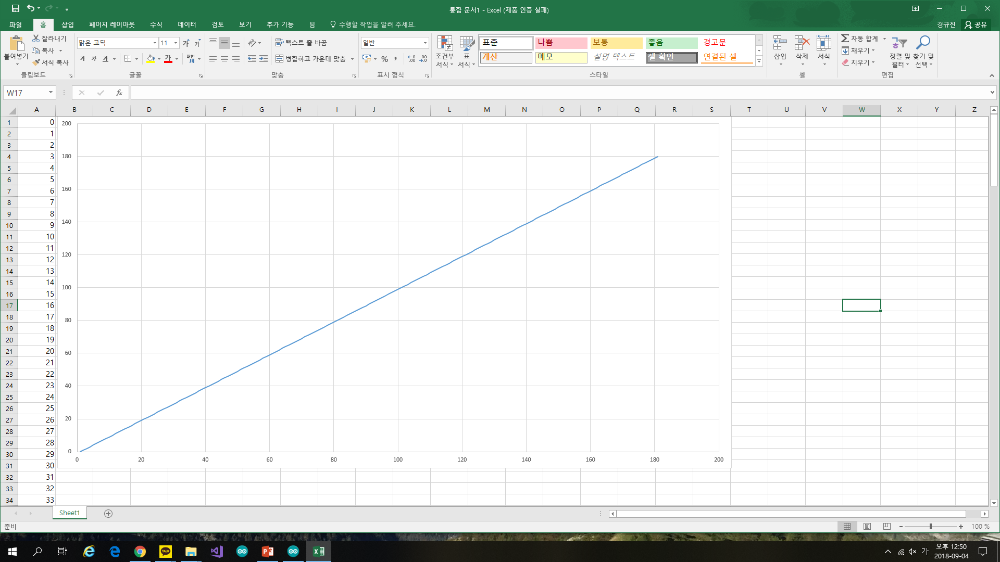 통합 문서1 - Excel (제품 인증 실패)
파일 홈 삽입 페이지 레이아웃 수식 데이터 검토 보기 추가 기능 팀 수행할 작업을 알려 주세요. 경규진 공유
붙여넣기 잘라내기 복사 서식 복사 클립보드
맑은 고딕 11 가 가
가 가 가 가 내천 글꼴
텍스트 줄 바꿈
병합하고 가운데 맞춤
맞춤
일반
% , .00 .0
표시 형식
조건부 서식 표 서식
표준 나쁨 보통 좋음 경고문
계산 메모 설명 텍스트 셀 확인 연결된 셀
스타일
삽입 삭제 서식
셀
자동 합계
채우기
지우기
정렬 및 필터 찾기 및 선택
편집
W17 fx
A B C D E F G H I J K L M N O P Q R S T U V W X Y Z
1 0
2 1
3 2
4 3
5 4
6 5
7 6
8 7
9 8
10 9
11 10
12 11
13 12
14 13
15 14
16 15
17 16
18 17
19 18
20 19
21 20
22 21
23 22
24 23
25 24
26 25
27 26
28 27
29 28
30 29
31 30
32 31
33 32
34 33
200
180
160
140
120
100
80
60
40
20
0
0 20 40 60 80 100 120 140 160 180 200
Sheet1
준비 100 %
TALK 가 오후 12:50
2018-09-04